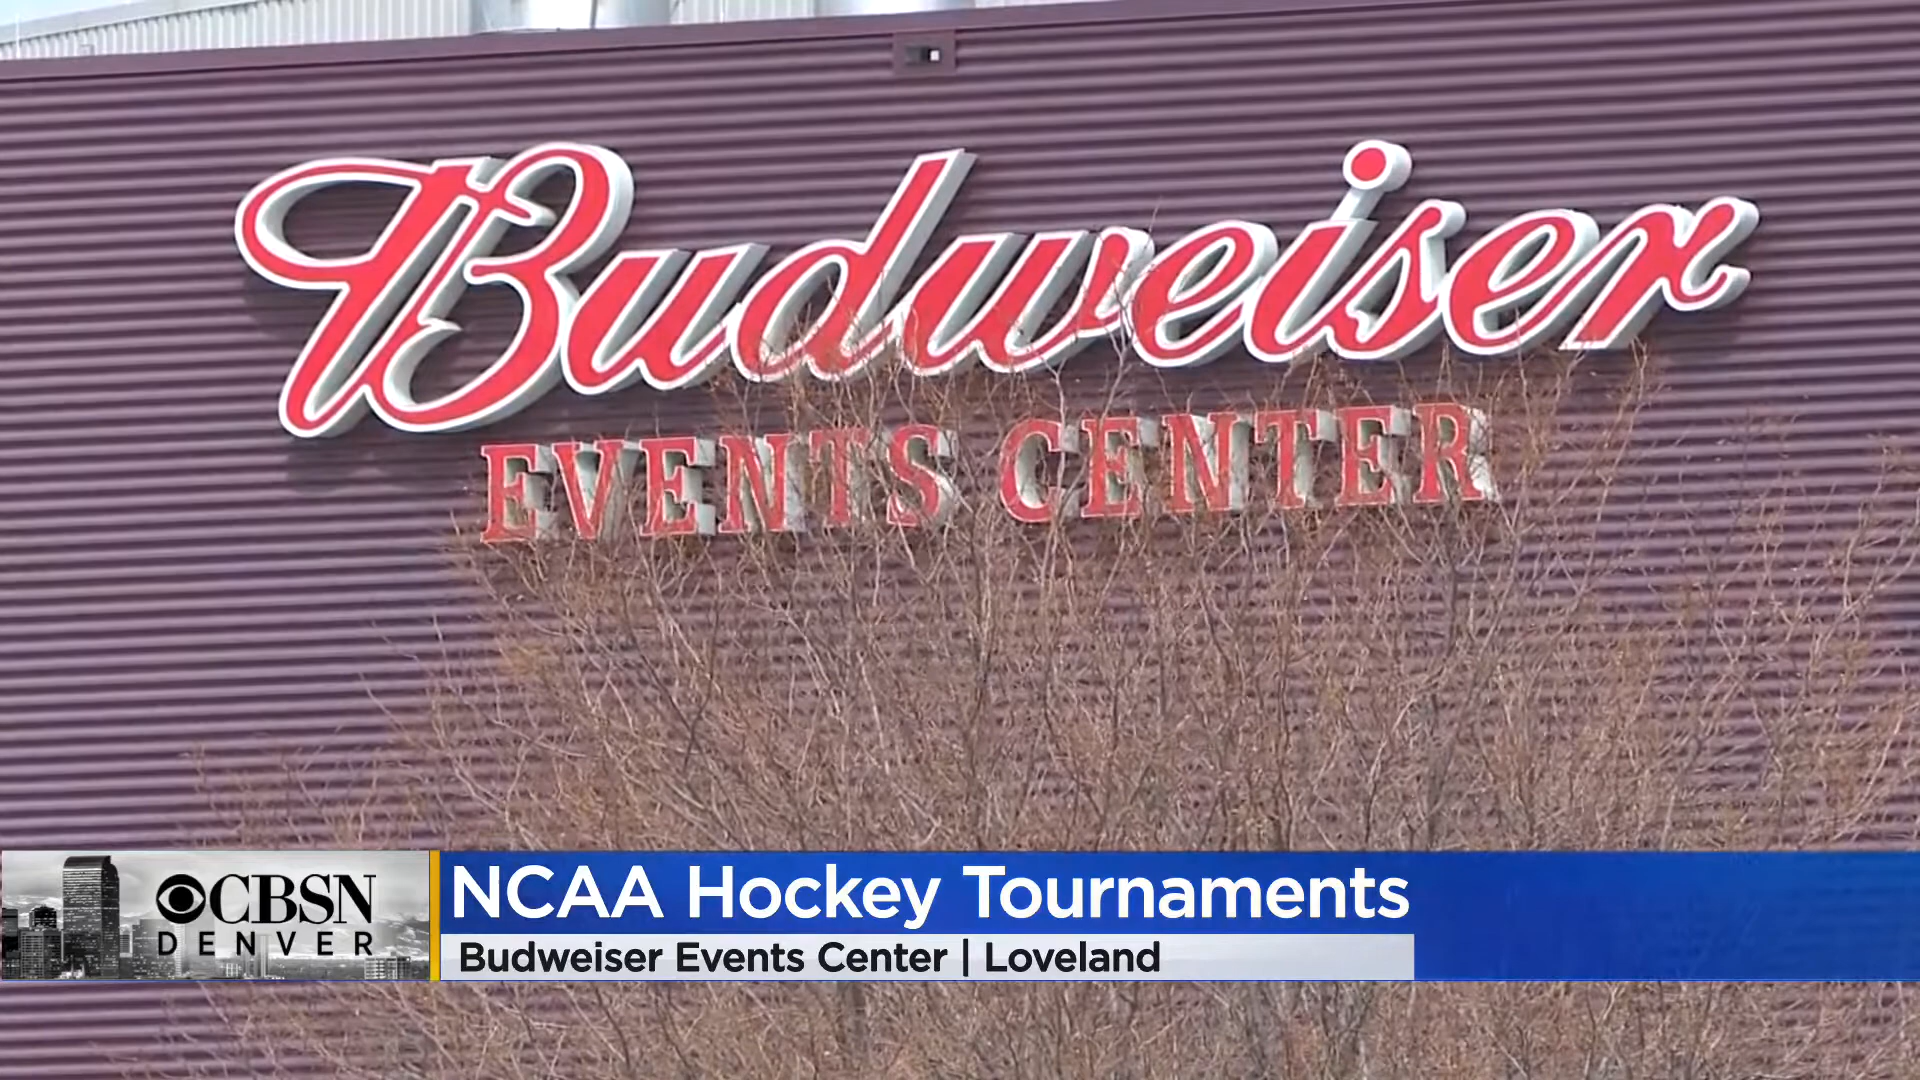 Budweiser
EVENTS CENTER
CBSN
DENVER
NCAA Hockey Tournaments
Budweiser Events Center | Loveland